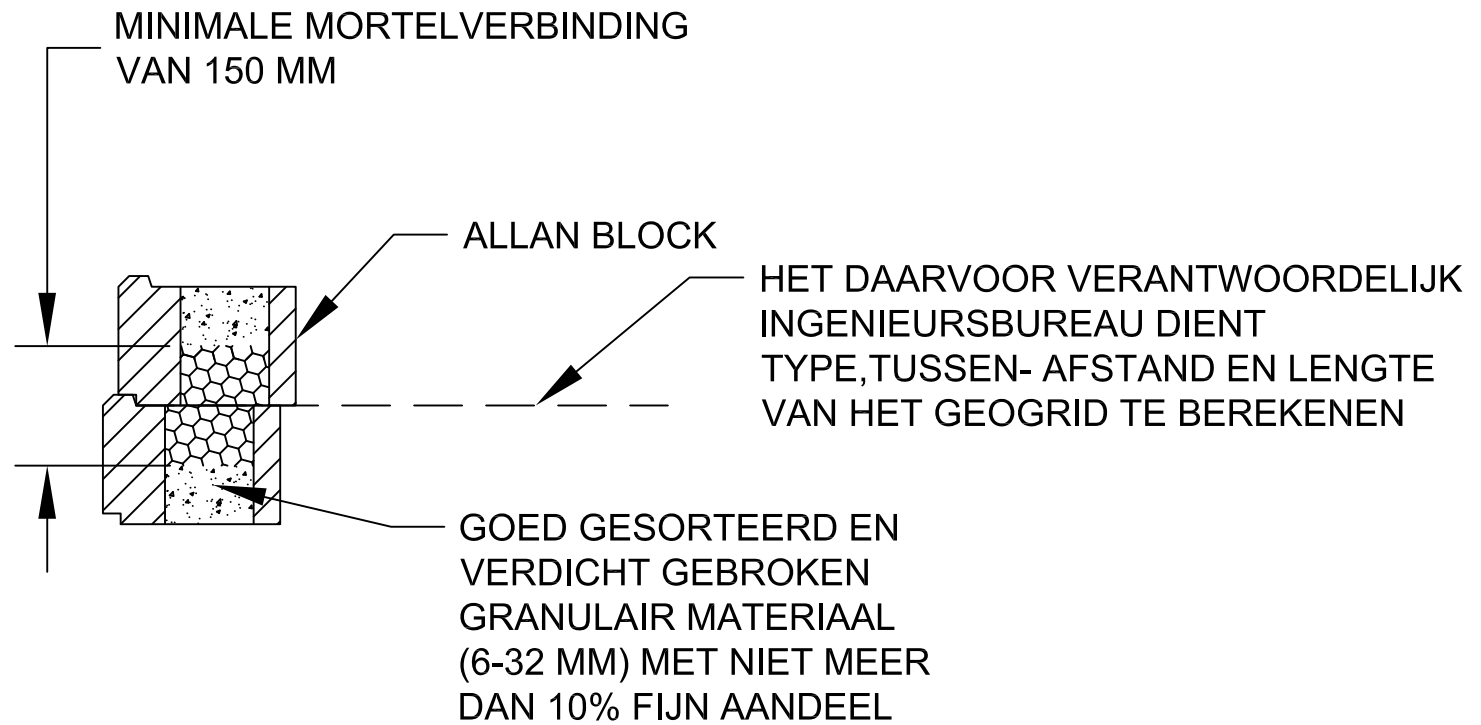 MINIMALE MORTELVERBINDING
VAN 150 MM
ALLAN BLOCK
HET DAARVOOR VERANTWOORDELIJK
INGENIEURSBUREAU DIENT
TYPE,TUSSEN- AFSTAND EN LENGTE
VAN HET GEOGRID TE BEREKENEN
GOED GESORTEERD EN
VERDICHT GEBROKEN
GRANULAIR MATERIAAL
(6-32 MM) MET NIET MEER
DAN 10% FIJN AANDEEL